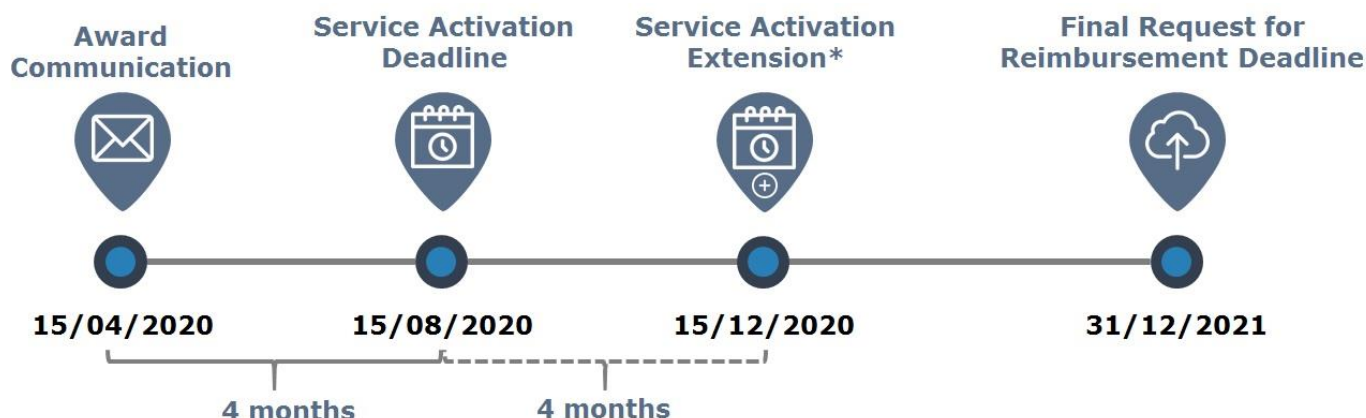 Award
Communication
Service Activation
Deadline
Service Activation
Extension*
Final Request for
Reimbursement Deadline
15/04/2020
15/08/2020
15/12/2020
31/12/2021
4 months
4 months